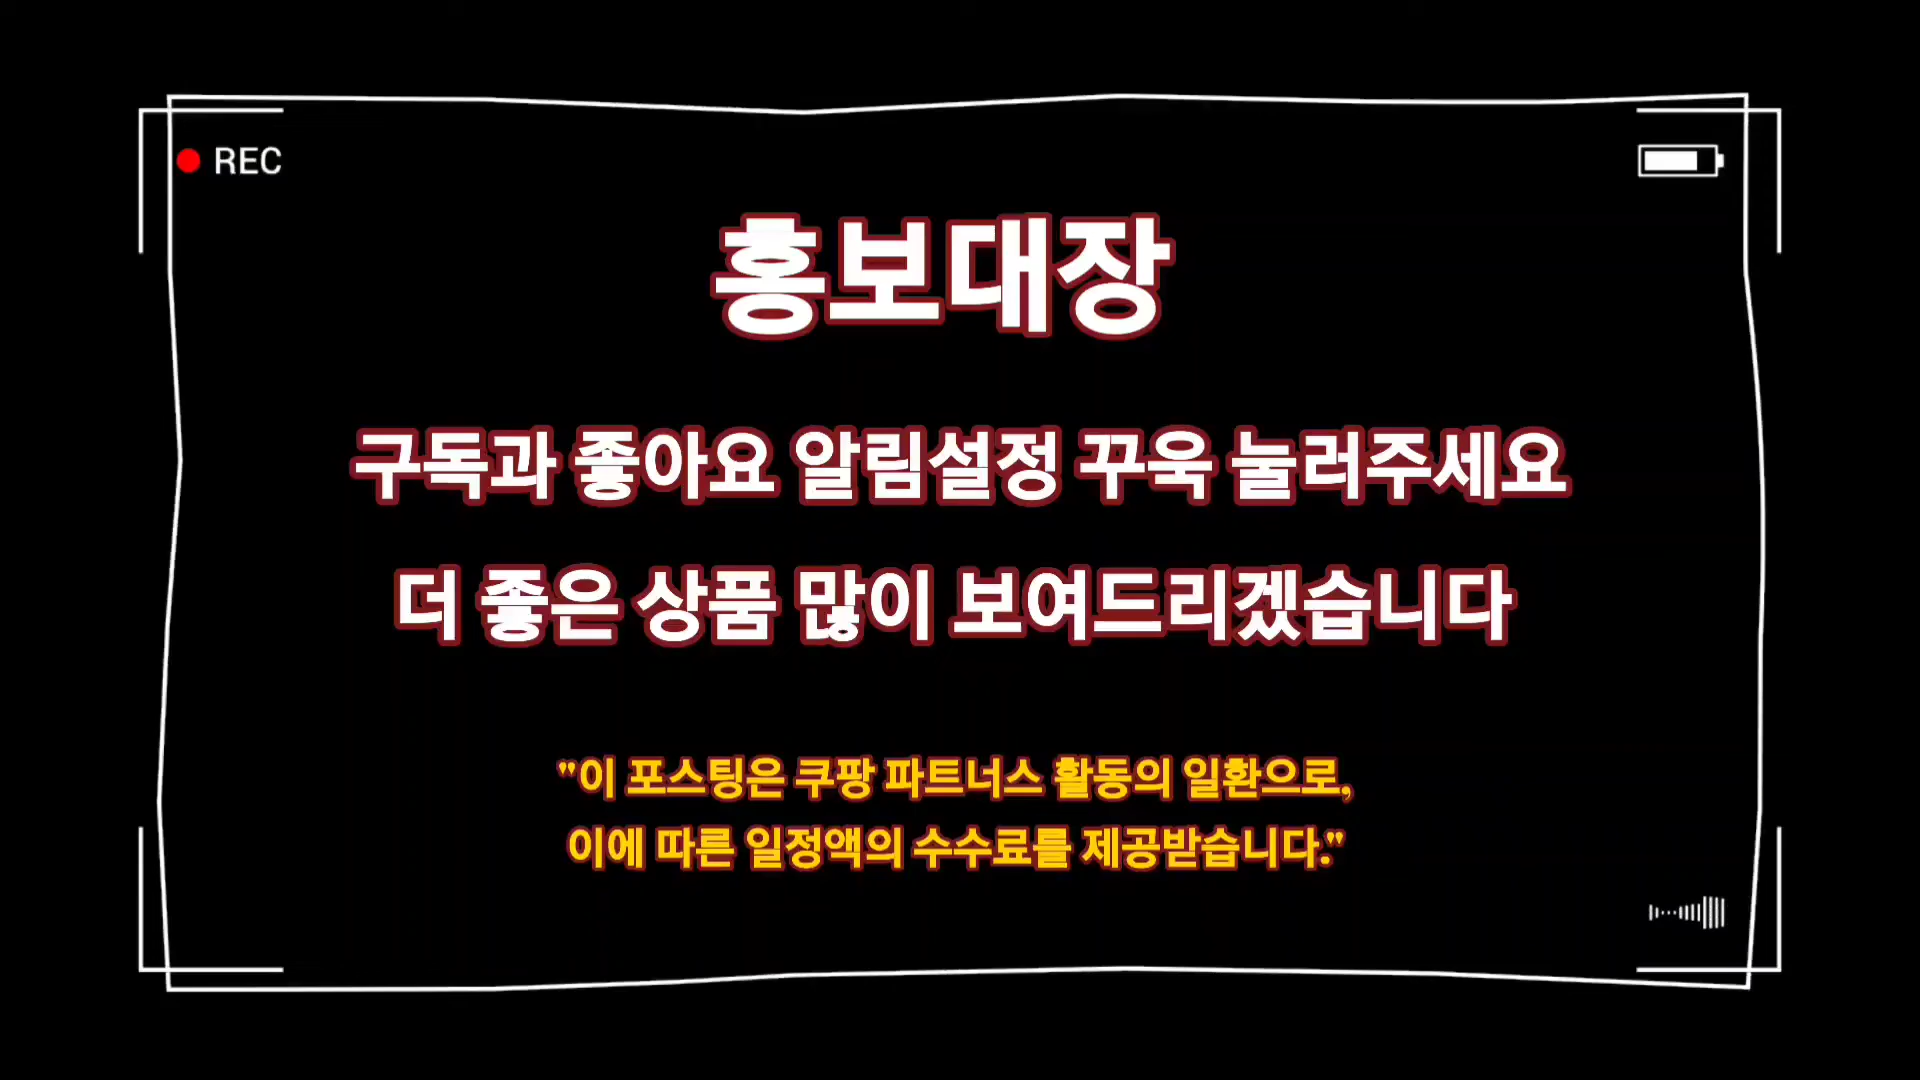 REC
홍보대장
구독과 좋아요 알림설정 꾸욱 눌러주세요
더 좋은 상품 많이 보여드리겠습니다
"이 포스팅은 쿠팡 파트너스 활동의 일환으로,
이에 따른 일정액의 수수료를 제공받습니다."